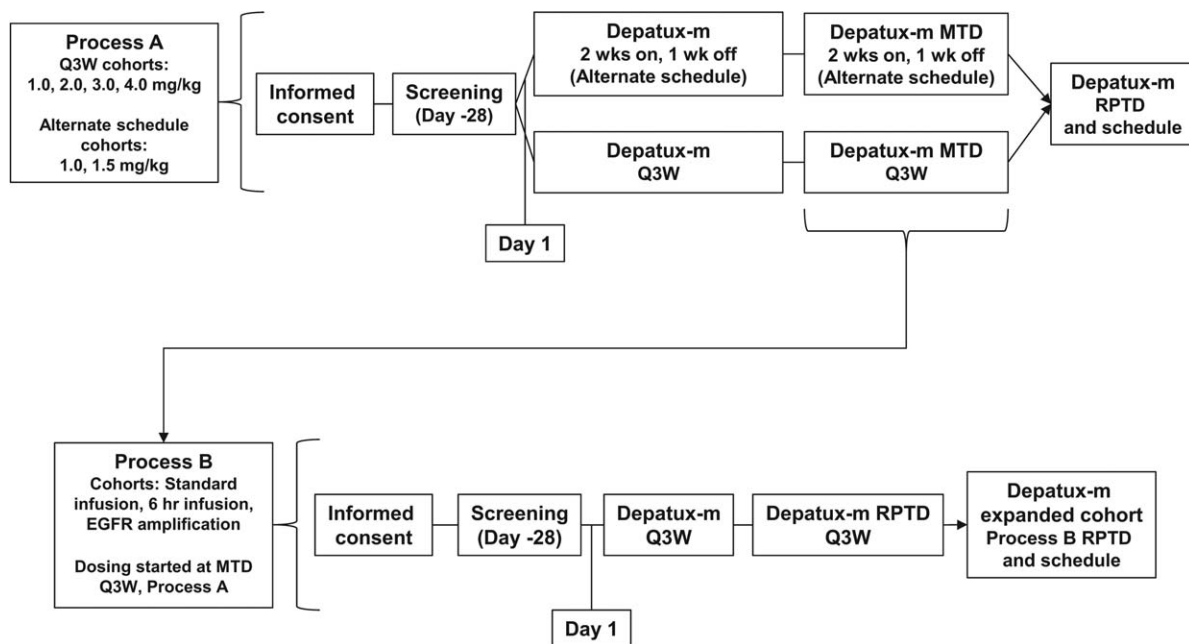 Process A
Q3W cohorts:
1.0, 2.0, 3.0, 4.0 mg/kg
Alternate schedule
cohorts:
1.0, 1.5 mg/kg
Informed
consent
Screening
(Day -28)
Day 1
Depatux-m
2 wks on, 1 wk off
(Alternate schedule)
Depatux-m MTD
2 wks on, 1 wk off
(Alternate schedule)
Depatux-m
Q3W
Depatux-m MTD
Q3W
Depatux-m
RPTD
and schedule
Process B
Cohorts: Standard
infusion, 6 hr infusion,
EGFR amplification
Dosing started at MTD
Q3W, Process A
Informed
consent
Screening
(Day -28)
Day 1
Depatux-m
Q3W
Depatux-m RPTD
Q3W
Depatux-m
expanded cohort
Process B RPTD
and schedule